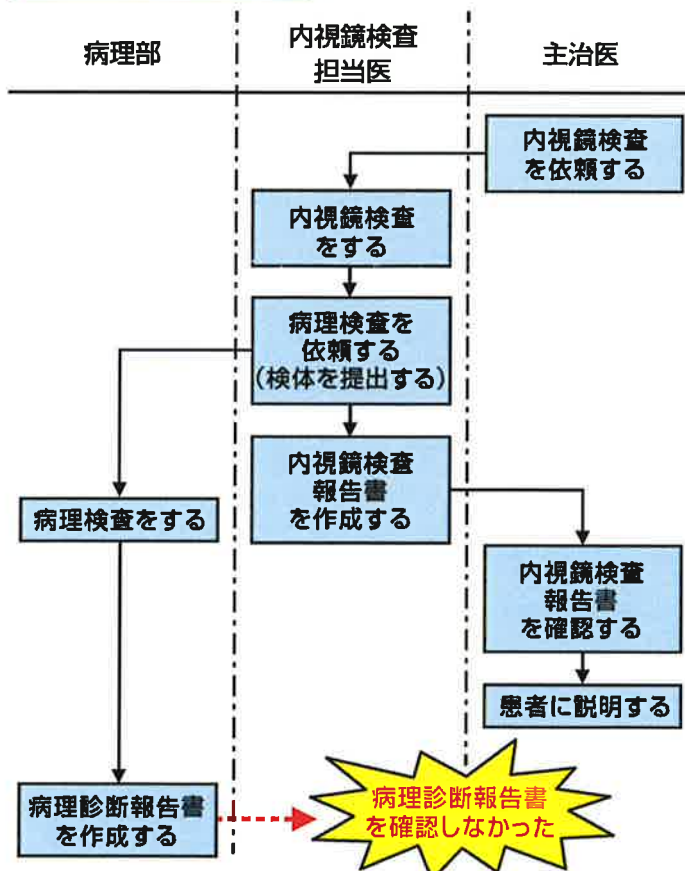 病理部
内視鏡検査
担当医
主治医
内視鏡検査
を依頼する
内視鏡検査
をする
病理検査を
依頼する
(検体を提出する)
内視鏡検査
報告書
を作成する
病理検査をする
内視鏡検査
報告書
を確認する
患者に説明する
病理診断報告書
を作成する
病理診断報告書
を確認しなかった